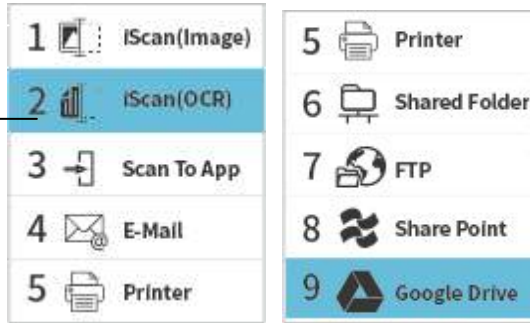 1 iScan(Image)
2 iScan(OCR)
3 Scan To App
4 E-Mail
5 Printer
5 Printer
6 Shared Folder
7 FTP
8 Share Point
9 Google Drive